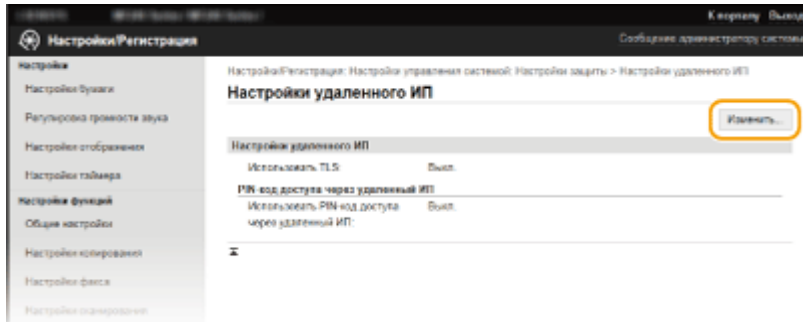 К порталу Выход
Настройки/Регистрация
Сообщение администратору системы
Настройка
Настройки бумаги
Регулировка громкости звука
Настройки отображения
Настройки таймера
Настройки функций
Общие настройки
Настройки копирования
Настройки факса
Настройки сканирования
Настройки/Регистрация: Настройки управления системой: Настройки защиты > Настройки удаленного ИП
Настройки удаленного ИП
Изменить...
Настройки удаленного ИП
Использовать TLS: Выкл.
PIN-код доступа через удаленный ИП
Использовать PIN-код доступа Выкл.
через удаленный ИП: